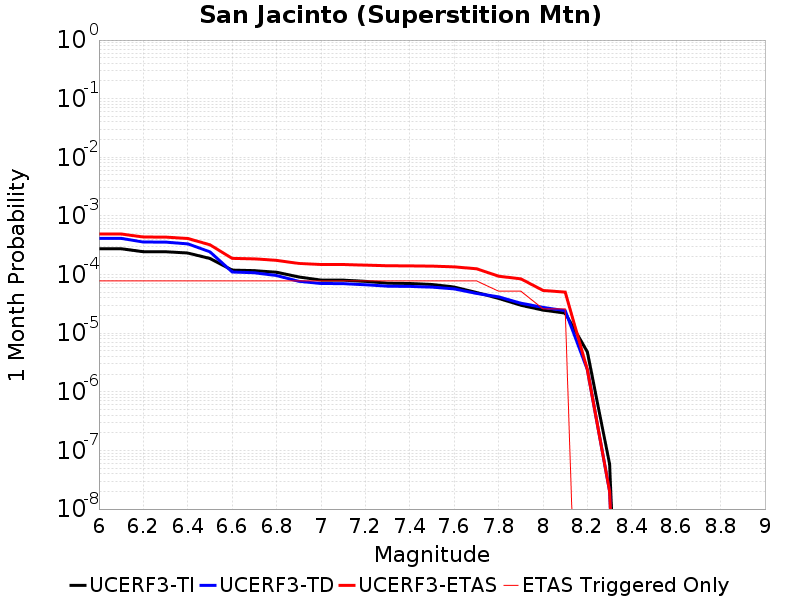 San Jacinto (Superstition Mtn)
10^0
10^-1
10^-2
10^-3
10^-4
10^-5
10^-6
10^-7
10^-8
1 Month Probability
6 6.2 6.4 6.6 6.8 7 7.2 7.4 7.6 7.8 8 8.2 8.4 8.6 8.8 9
Magnitude
UCERF3-TI UCERF3-TD UCERF3-ETAS ETAS Triggered Only